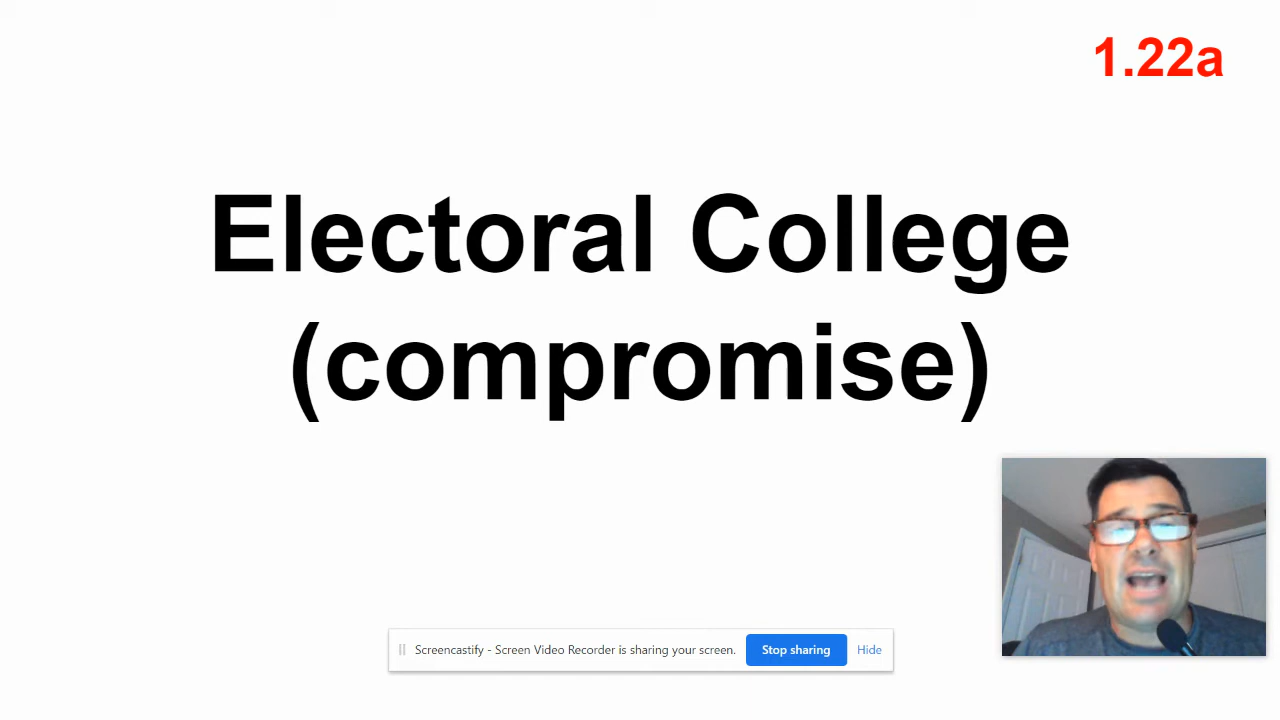 1.22a
Electoral College
(compromise)
Screencastify - Screen Video Recorder is sharing your screen.
Stop sharing
Hide